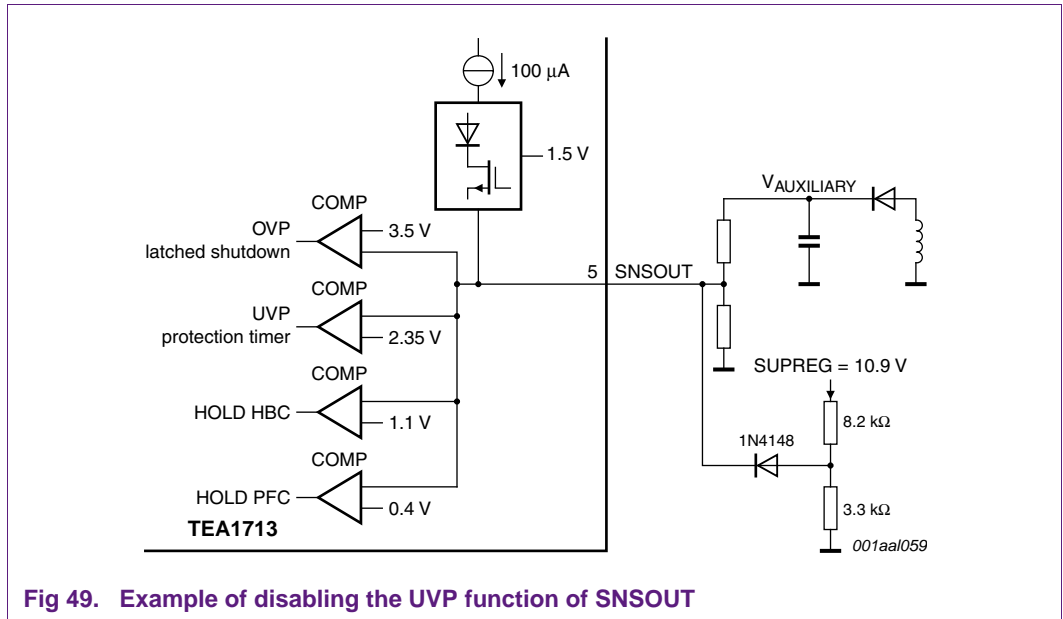 100 μA
1.5 V
COMP
OVP
latched shutdown
3.5 V
COMP
UVP
protection timer
2.35 V
COMP
HOLD HBC
1.1 V
COMP
HOLD PFC
0.4 V
TEA1713
5 SNSOUT
VAUXILIARY
SUPREG = 10.9 V
8.2 kΩ
1N4148
3.3 kΩ
001aal059
Fig 49. Example of disabling the UVP function of SNSOUT